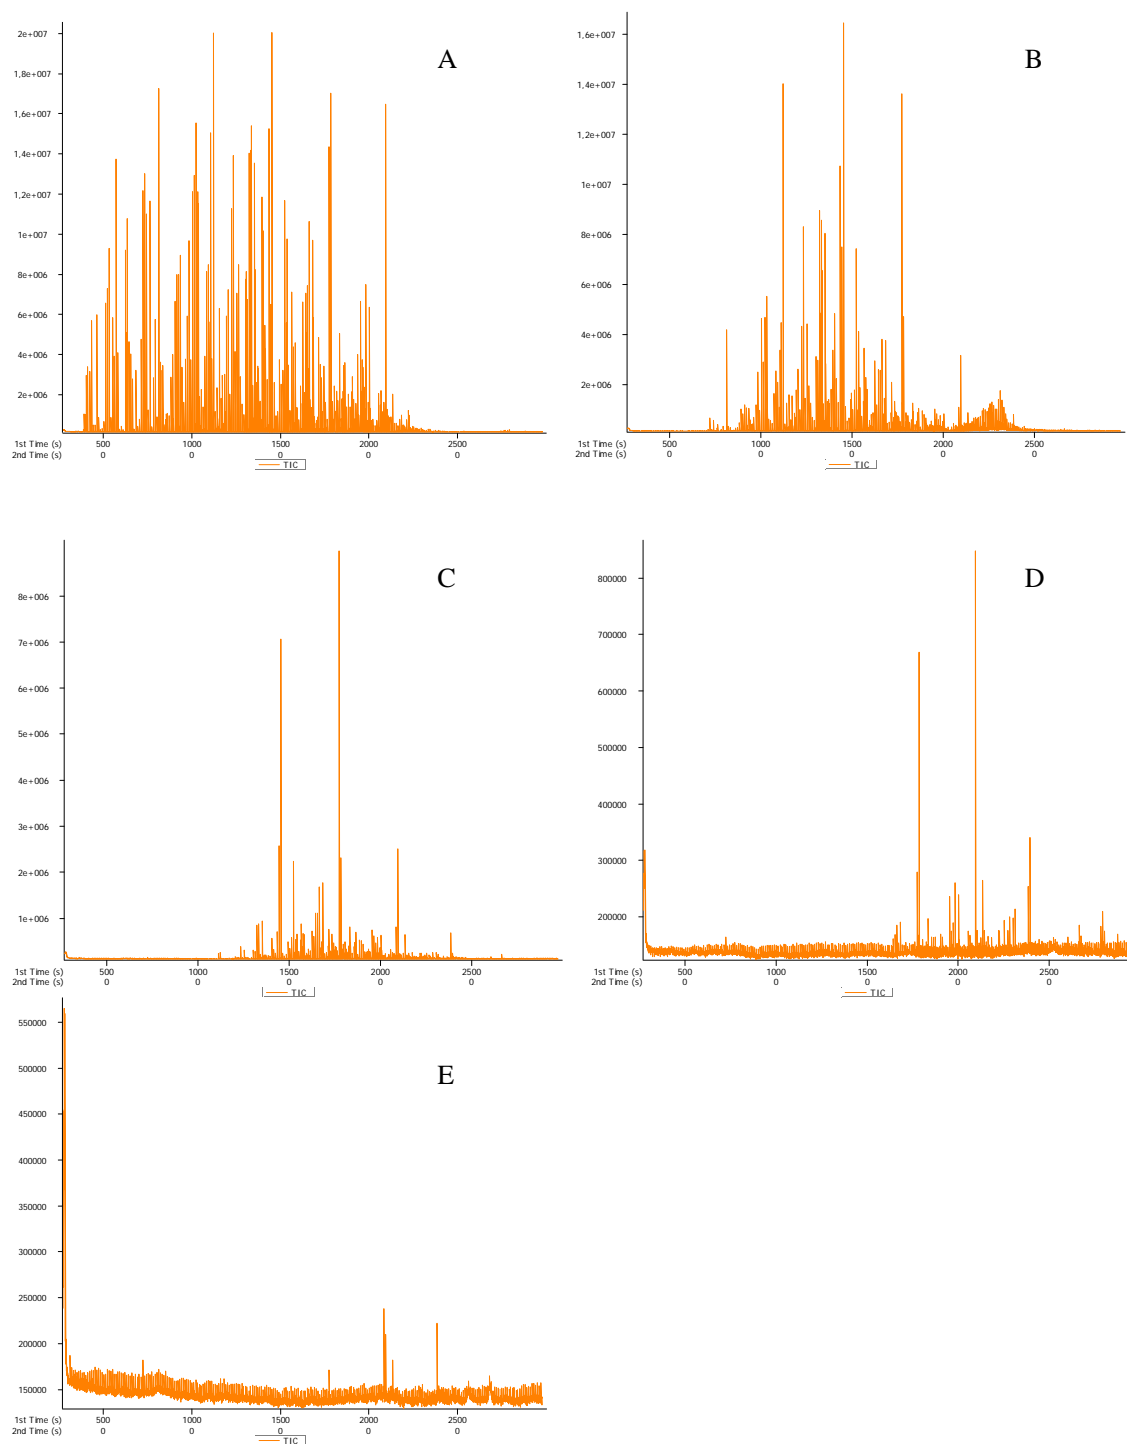 A
2e+007
1,8e+007
1,6e+007
1,4e+007
1,2e+007
1e+007
8e+006
6e+006
4e+006
2e+006
1st Time (s) 500 1000 1500 2000 2500
2nd Time (s) 0 0 0 0 0
TIC
B
1,6e+007
1,4e+007
1,2e+007
1e+007
8e+006
6e+006
4e+006
2e+006
1st Time (s) 500 1000 1500 2000 2500
2nd Time (s) 0 0 0 0 0
TIC
C
8e+006
7e+006
6e+006
5e+006
4e+006
3e+006
2e+006
1e+006
1st Time (s) 500 1000 1500 2000 2500
2nd Time (s) 0 0 0 0 0
TIC
D
800000
700000
600000
500000
400000
300000
200000
1st Time (s) 500 1000 1500 2000 2500
2nd Time (s) 0 0 0 0 0
TIC
E
550000
500000
450000
400000
350000
300000
250000
200000
150000
1st Time (s) 500 1000 1500 2000 2500
2nd Time (s) 0 0 0 0 0
TIC